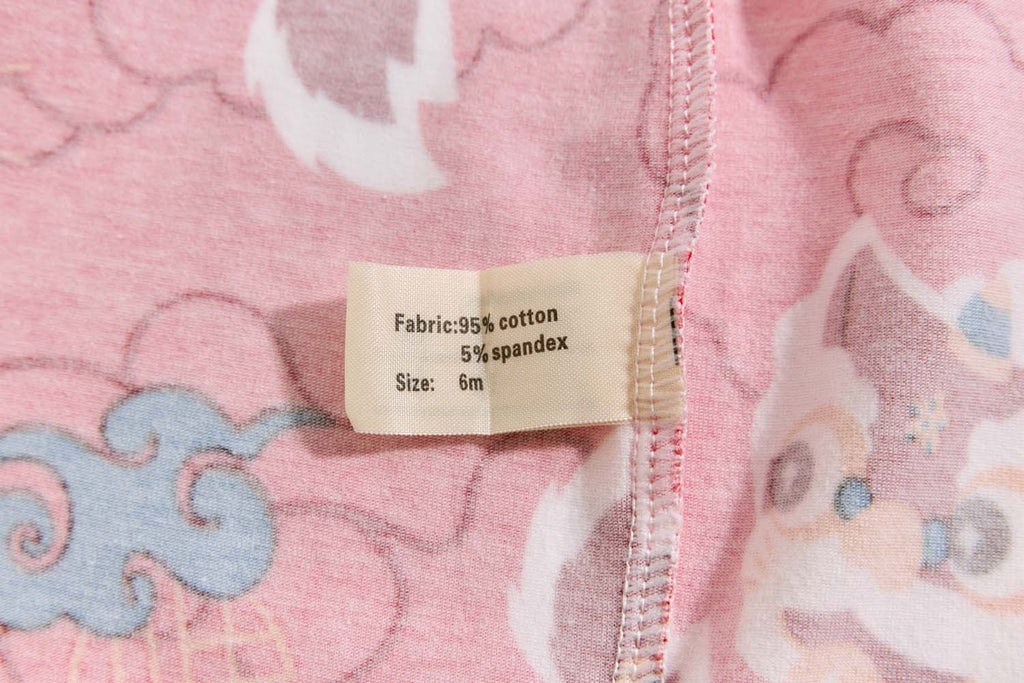 Fabric:95% cotton
5% spandex
Size: 6m